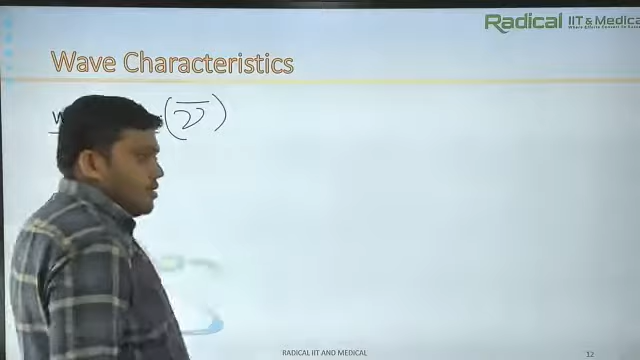 Radical IIT & Medical
Wave Characteristics
(ν̅)
RADICAL IIT AND MEDICAL
12